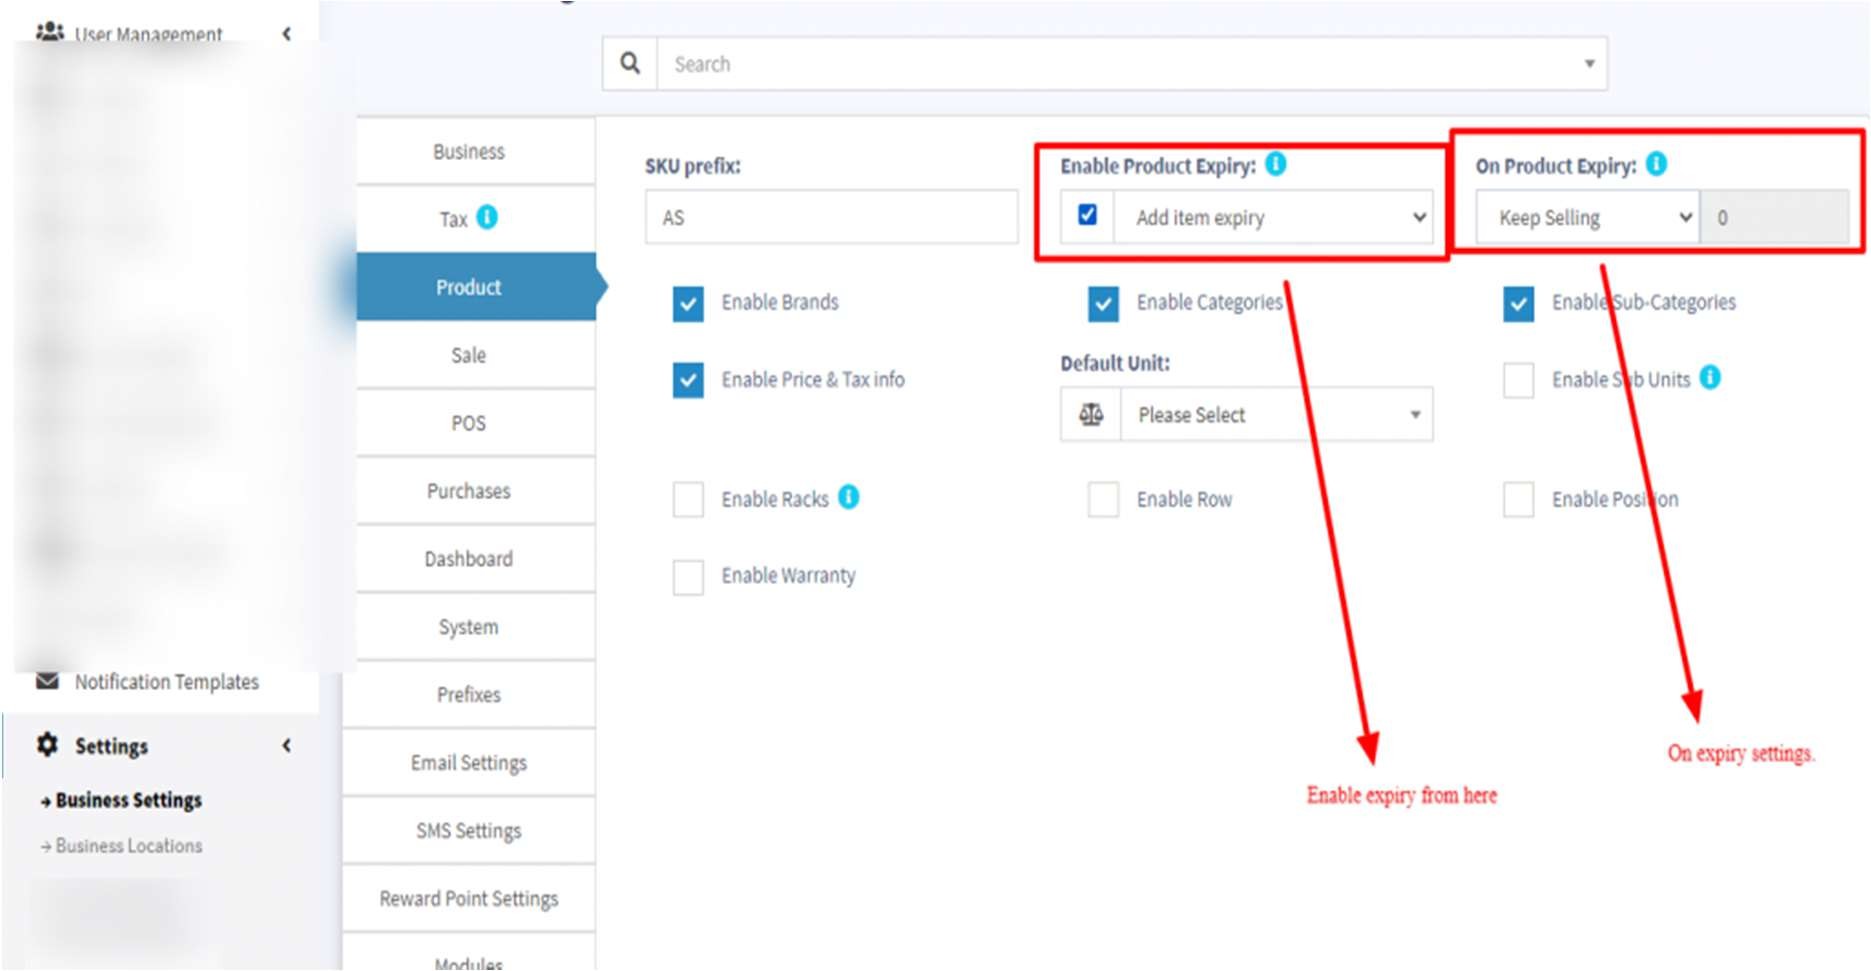 User Management
Search
Business
Tax
Product
Sale
POS
Purchases
Dashboard
System
Prefixes
Email Settings
SMS Settings
Reward Point Settings
Modules
Notification Templates
Settings
Business Settings
Business Locations
SKU prefix:
AS
Enable Product Expiry:
Add item expiry
On Product Expiry:
Keep Selling
0
Enable Brands
Enable Categories
Enable Sub-Categories
Enable Price & Tax info
Default Unit:
Please Select
Enable Sub Units
Enable Racks
Enable Row
Enable Position
Enable Warranty
Enable expiry from here
On expiry settings.